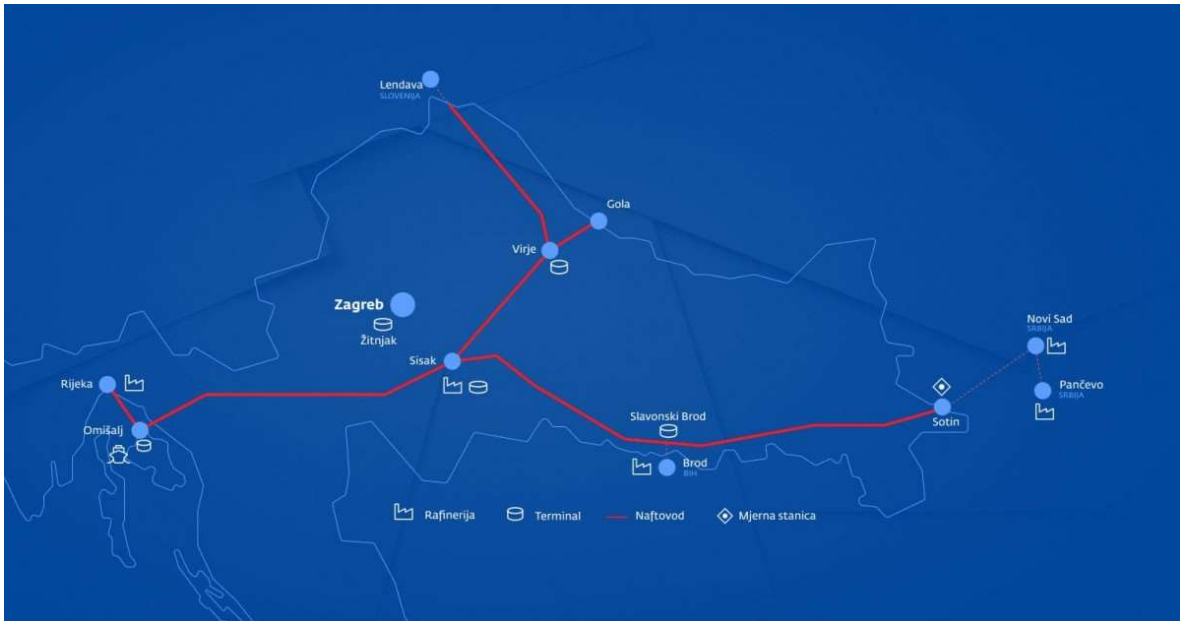 Lendava
SLOVENIJA
Gola
Virje
Zagreb
Žitnjak
Novi Sad
SRBIJA
Sisak
Rijeka
Pančevo
SRBIJA
Slavonski Brod
Sotin
Omišalj
Brod
BIH
Rafinerija
Terminal
Naftovod
Mjerna stanica